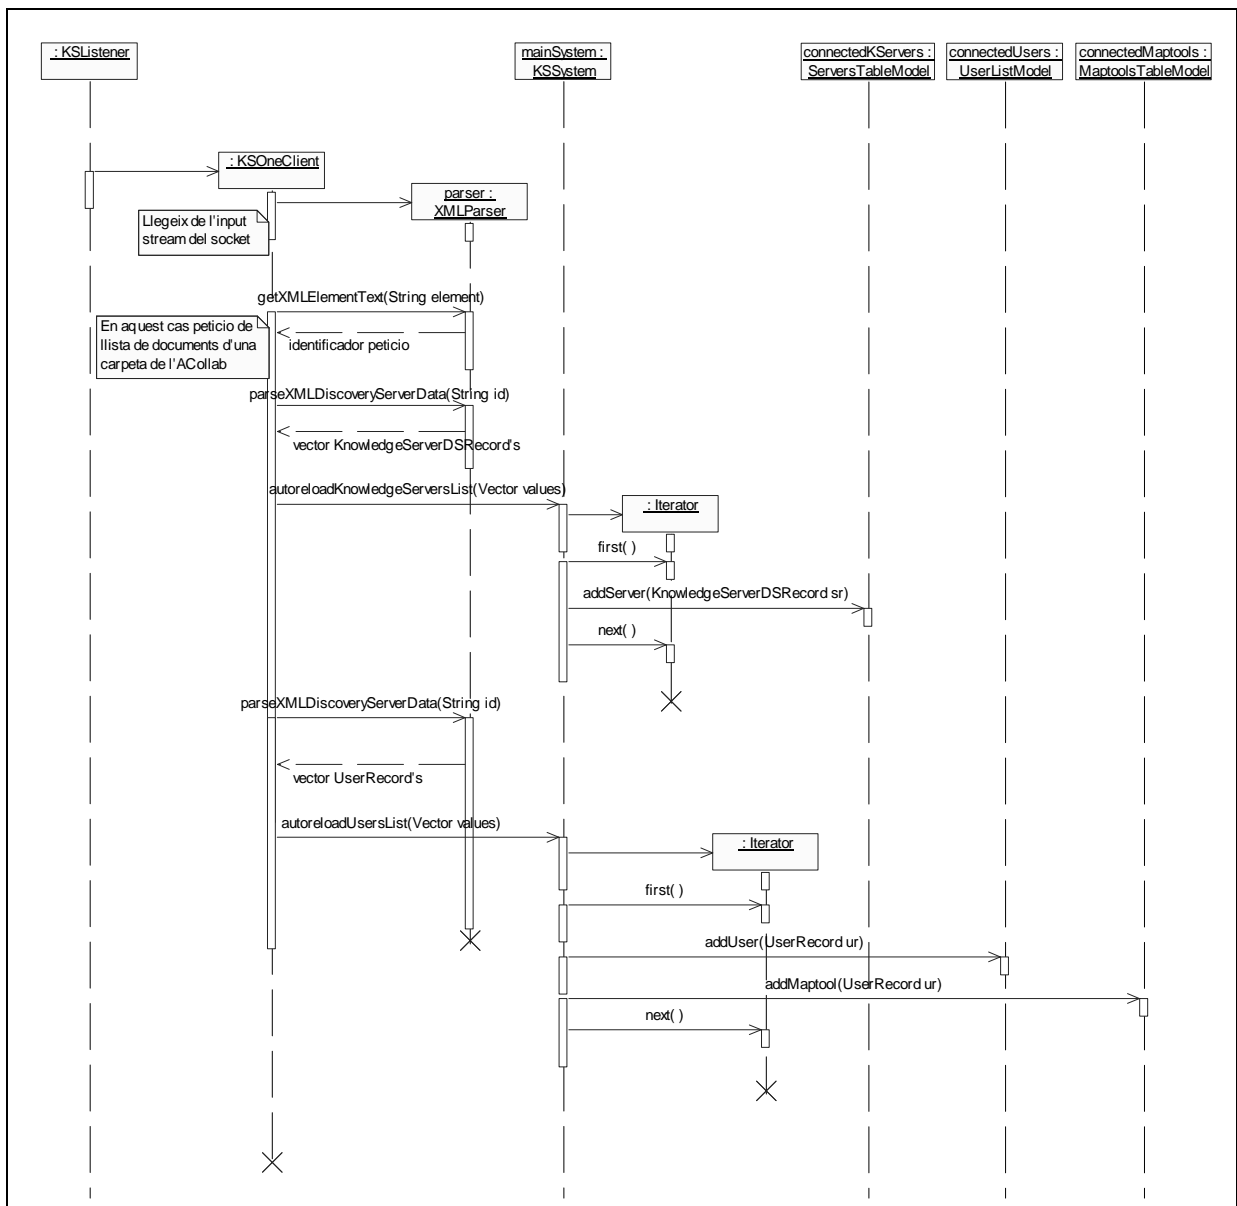 : KSListener
mainSystem :
KSSystem
connectedKServers :
ServersTableModel
connectedUsers :
UserListModel
connectedMaptools :
MaptoolsTableModel
: KSOneClient
parser :
XMLParser
Llegeix de l'input
stream del socket
getXMLElementText(String element)
En aquest cas peticio de
llista de documents d'una
carpeta de l'ACollab
identificador peticio
parseXMLDiscoveryServerData(String id)
vector KnowledgeServerDSRecord's
autoreloadKnowledgeServersList(Vector values)
: Iterator
first( )
addServer(KnowledgeServerDSRecord sr)
next( )
parseXMLDiscoveryServerData(String id)
vector UserRecord's
autoreloadUsersList(Vector values)
: Iterator
first( )
addUser(UserRecord ur)
addMaptool(UserRecord ur)
next( )